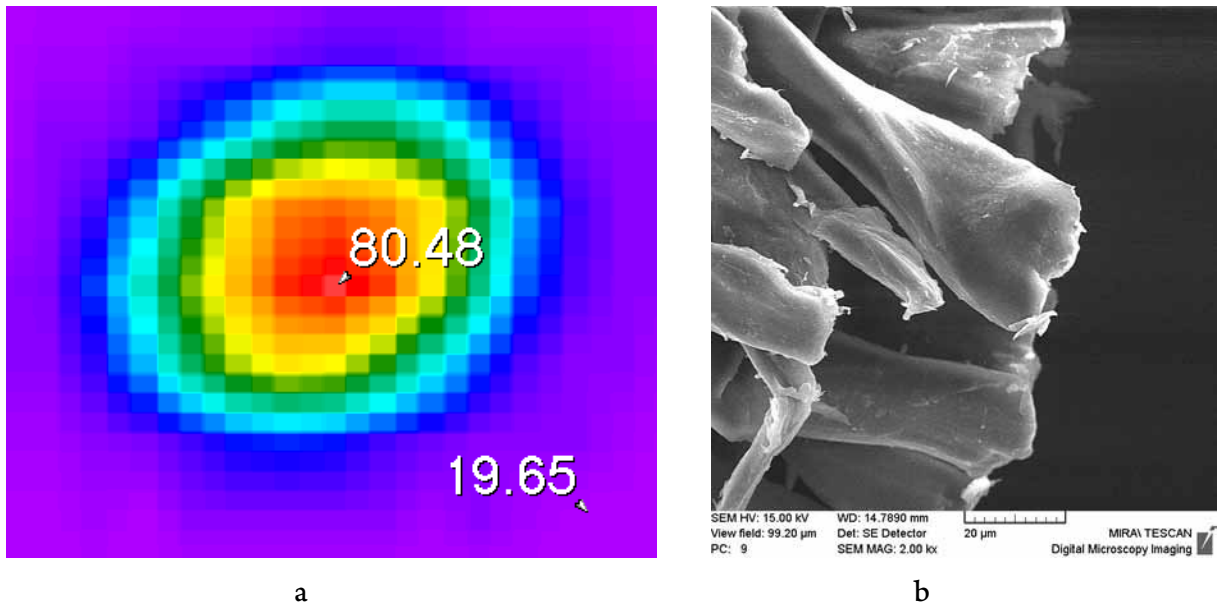 80.48
19.65
SEM HV: 15.00 kV WD: 14.7890 mm
View field: 99.20 µm Det: SE Detector 20 µm
PC: 9 SEM MAG: 2.00 kx
MIRA\\ TESCAN
Digital Microscopy Imaging
a
b